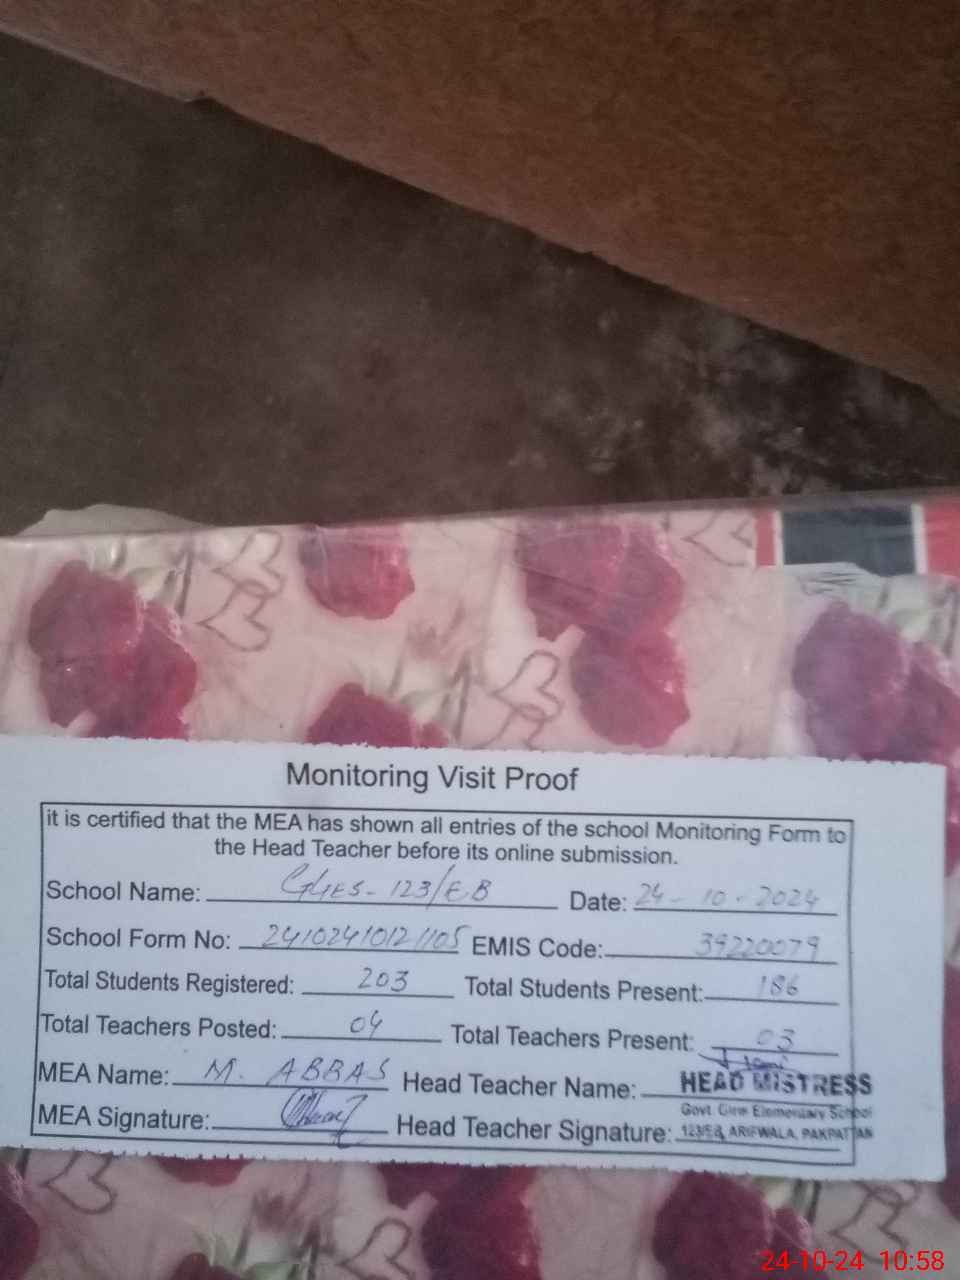 Monitoring Visit Proof
it is certified that the MEA has shown all entries of the school Monitoring Form to
the Head Teacher before its online submission.
School Name: GGES-123/EB Date: 24-10-2024
School Form No: EMIS Code: 39220079
Total Students Registered: 203 Total Students Present: 186
Total Teachers Posted: 04 Total Teachers Present: 03
MEA Name: M. ABBAS Head Teacher Name: HEAD MISTRESS
Govt. Girls Elementary School
MEA Signature: Head Teacher Signature: 123/EB, ARIFWALA, PAKPATTAN
24-10-24 10:58